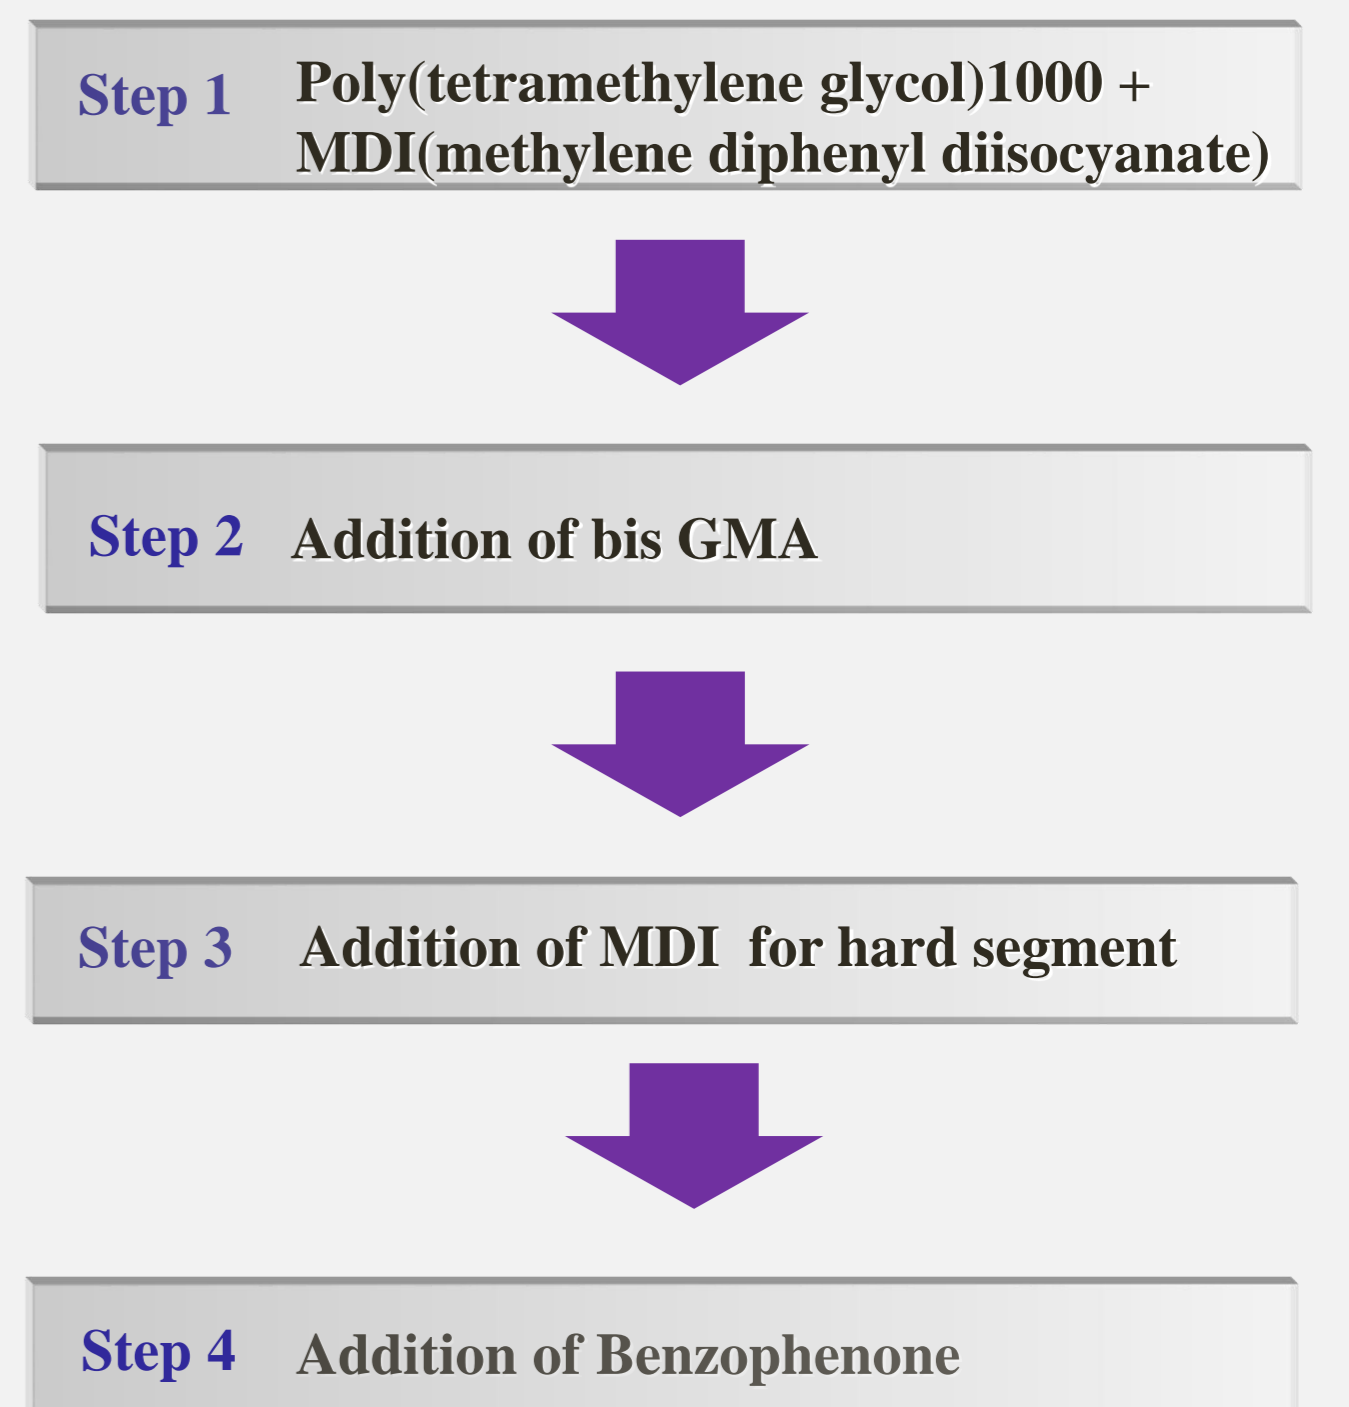 Step 1
Poly(tetramethylene glycol)1000 +
MDI(methylene diphenyl diisocyanate)
Step 2 Addition of bis GMA
Step 3 Addition of MDI for hard segment
Step 4 Addition of Benzophenone